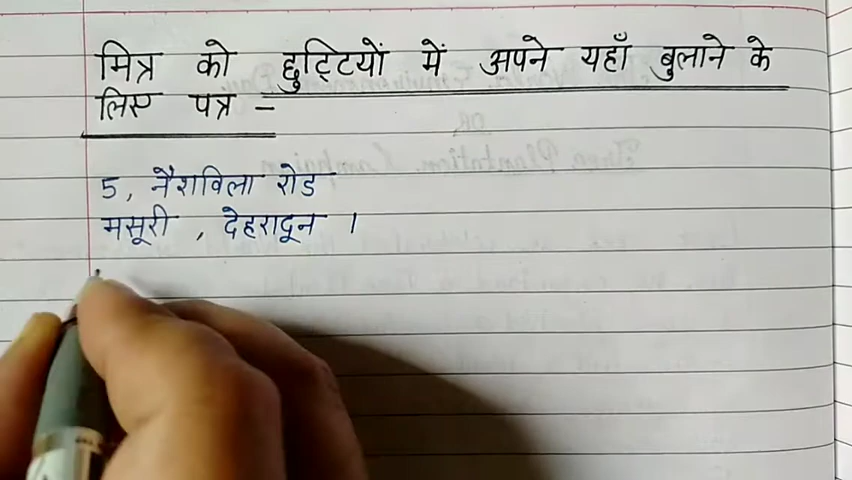 मित्र को छुट्टियों में अपने यहाँ बुलाने के
लिए पत्र =
5, नैशविला रोड
मसूरी , देहरादून ।